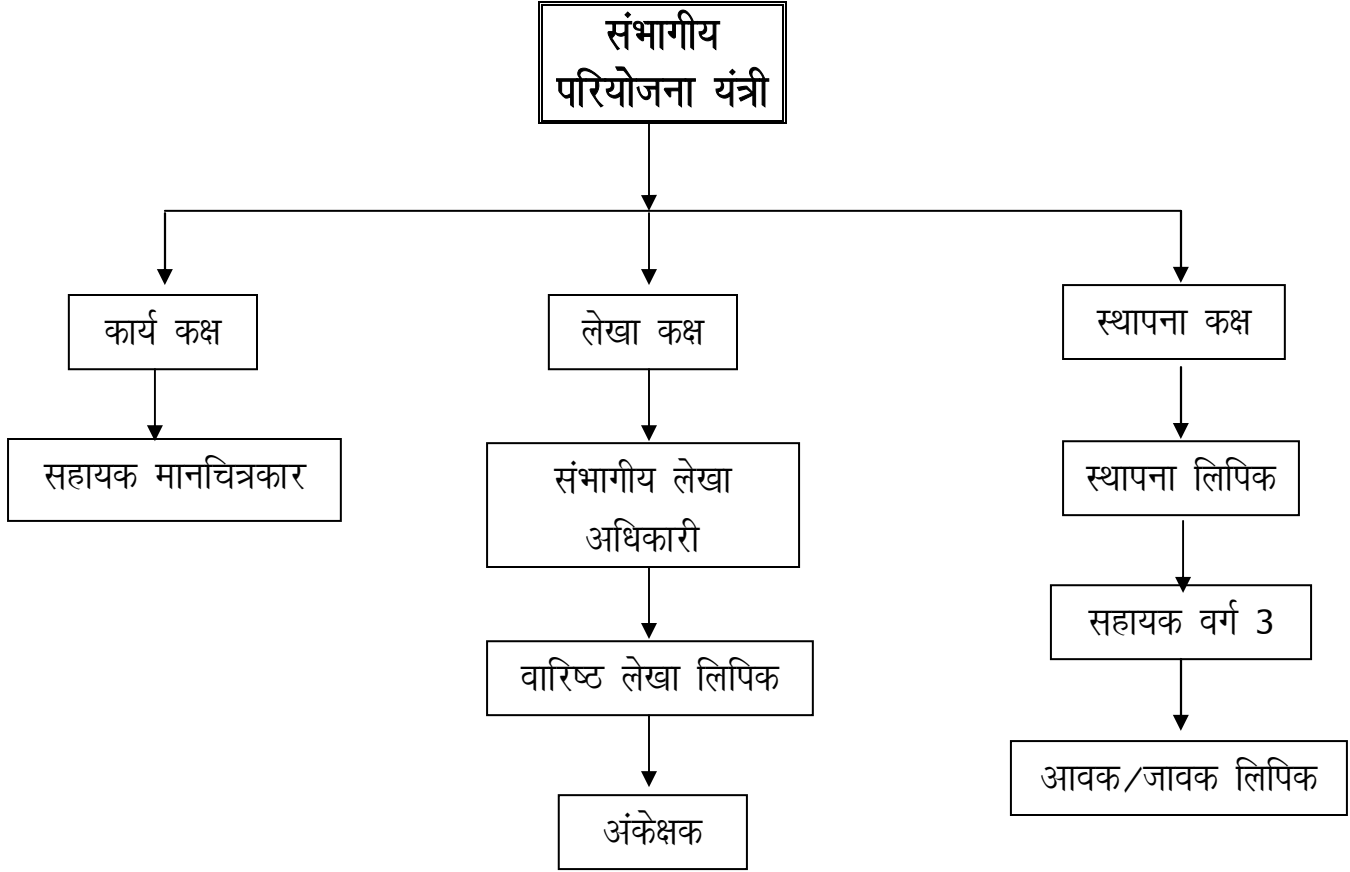 संभागीय
परियोजना यंत्री
कार्य कक्ष
लेखा कक्ष
स्थापना कक्ष
सहायक मानचित्रकार
संभागीय लेखा
अधिकारी
स्थापना लिपिक
वारिष्ठ लेखा लिपिक
सहायक वर्ग 3
अंकेक्षक
आवक/जावक लिपिक